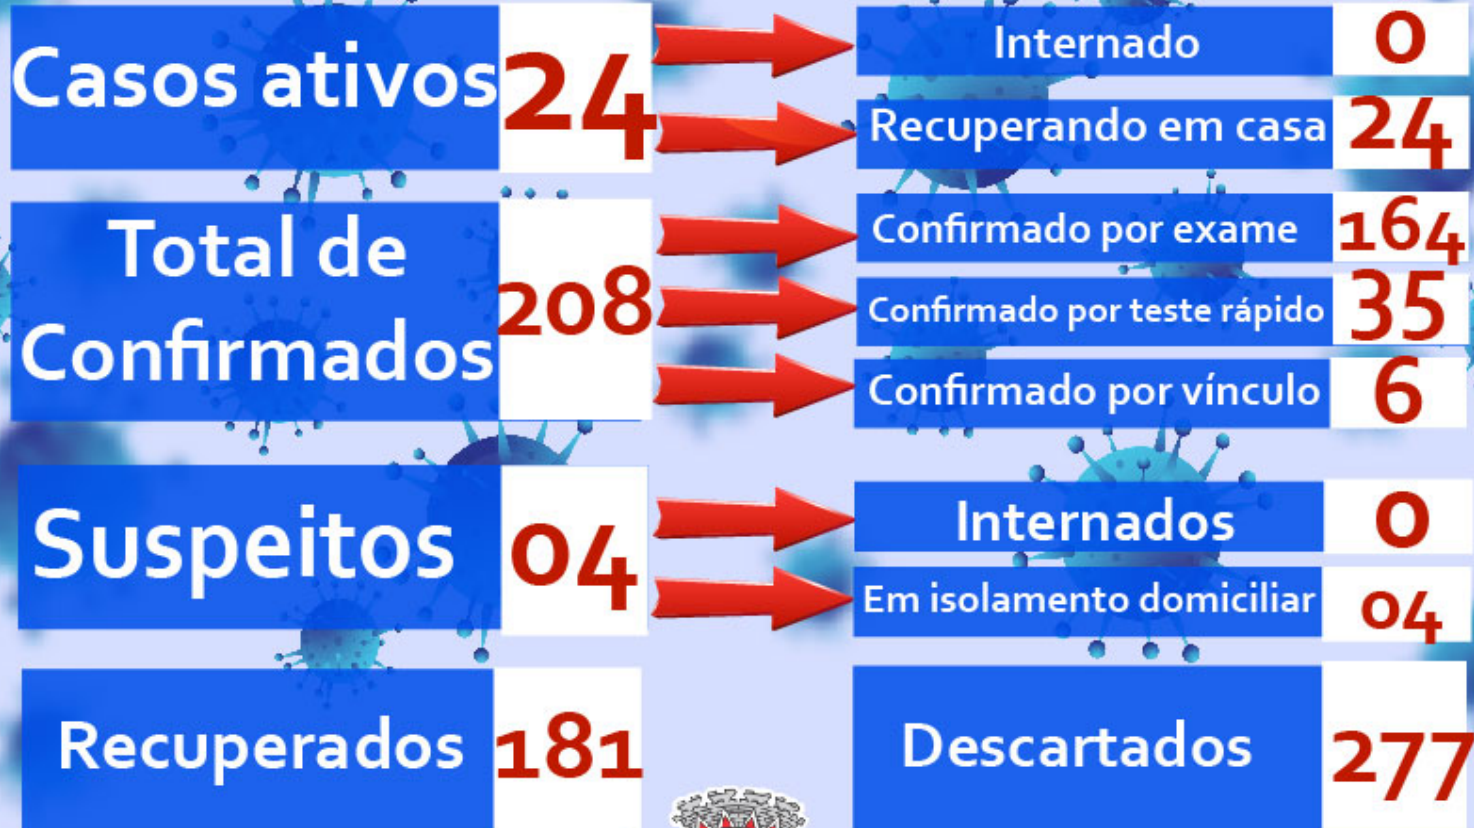 Casos ativos 24
Internado 0
Recuperando em casa 24
Total de
Confirmados 208
Confirmado por exame 164
Confirmado por teste rápido 35
Confirmado por vínculo 6
Suspeitos 04
Internados 0
Em isolamento domiciliar 04
Recuperados 181
Descartados 277